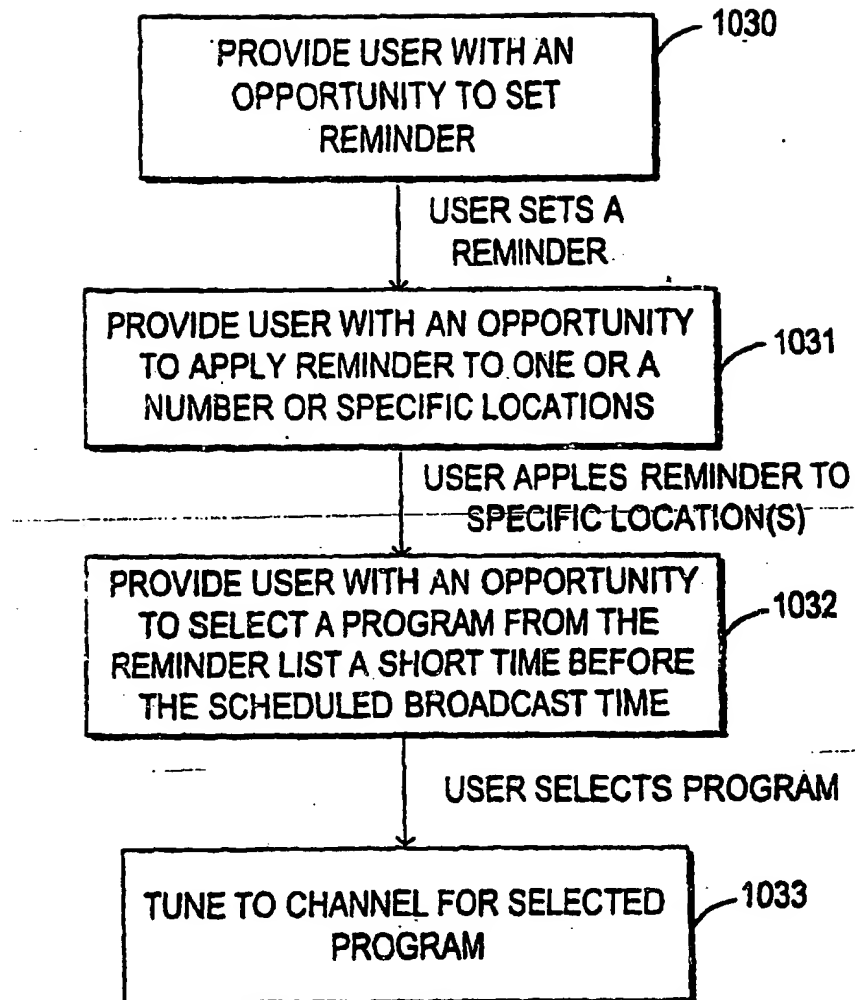 PROVIDE USER WITH AN
OPPORTUNITY TO SET
REMINDER
1030
USER SETS A
REMINDER
PROVIDE USER WITH AN OPPORTUNITY
TO APPLY REMINDER TO ONE OR A
NUMBER OR SPECIFIC LOCATIONS
1031
USER APPLES REMINDER TO
SPECIFIC LOCATION(S)
PROVIDE USER WITH AN OPPORTUNITY
TO SELECT A PROGRAM FROM THE
REMINDER LIST A SHORT TIME BEFORE
THE SCHEDULED BROADCAST TIME
1032
USER SELECTS PROGRAM
TUNE TO CHANNEL FOR SELECTED
PROGRAM
1033